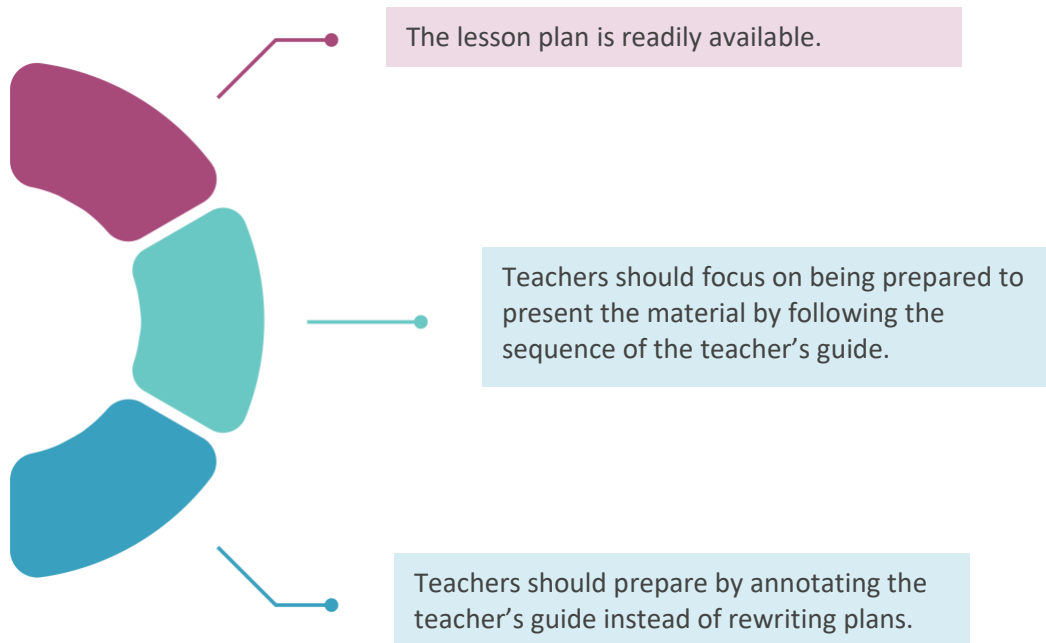 The lesson plan is readily available.
Teachers should focus on being prepared to
present the material by following the
sequence of the teacher’s guide.
Teachers should prepare by annotating the
teacher’s guide instead of rewriting plans.